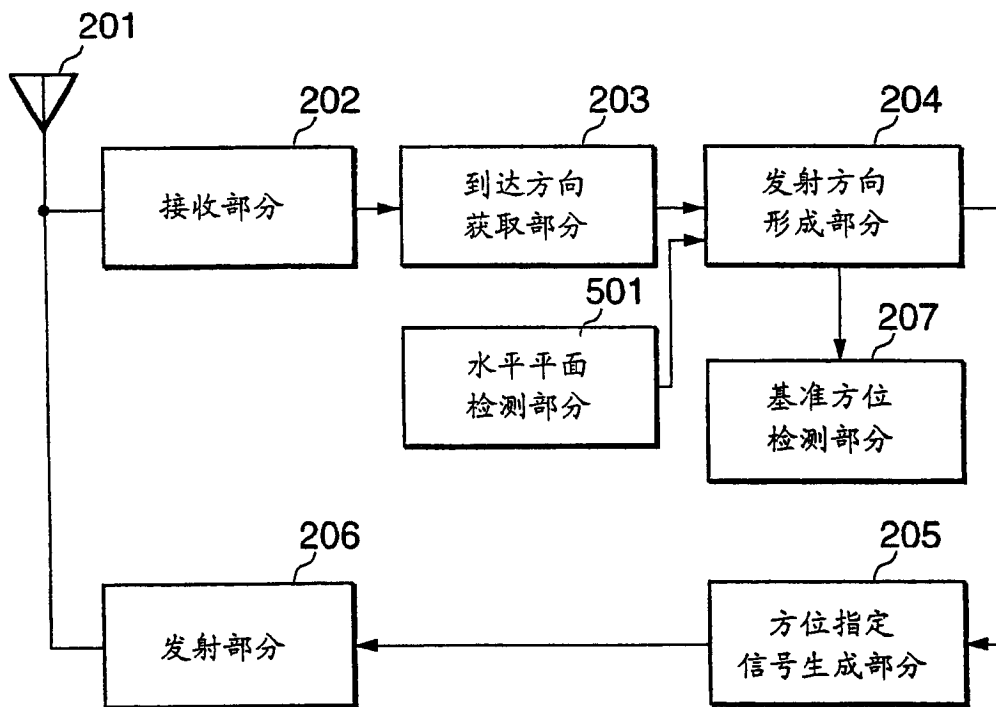 201
202
接收部分
203
到达方向
获取部分
204
发射方向
形成部分
501
水平平面
检测部分
207
基准方位
检测部分
206
发射部分
205
方位指定
信号生成部分